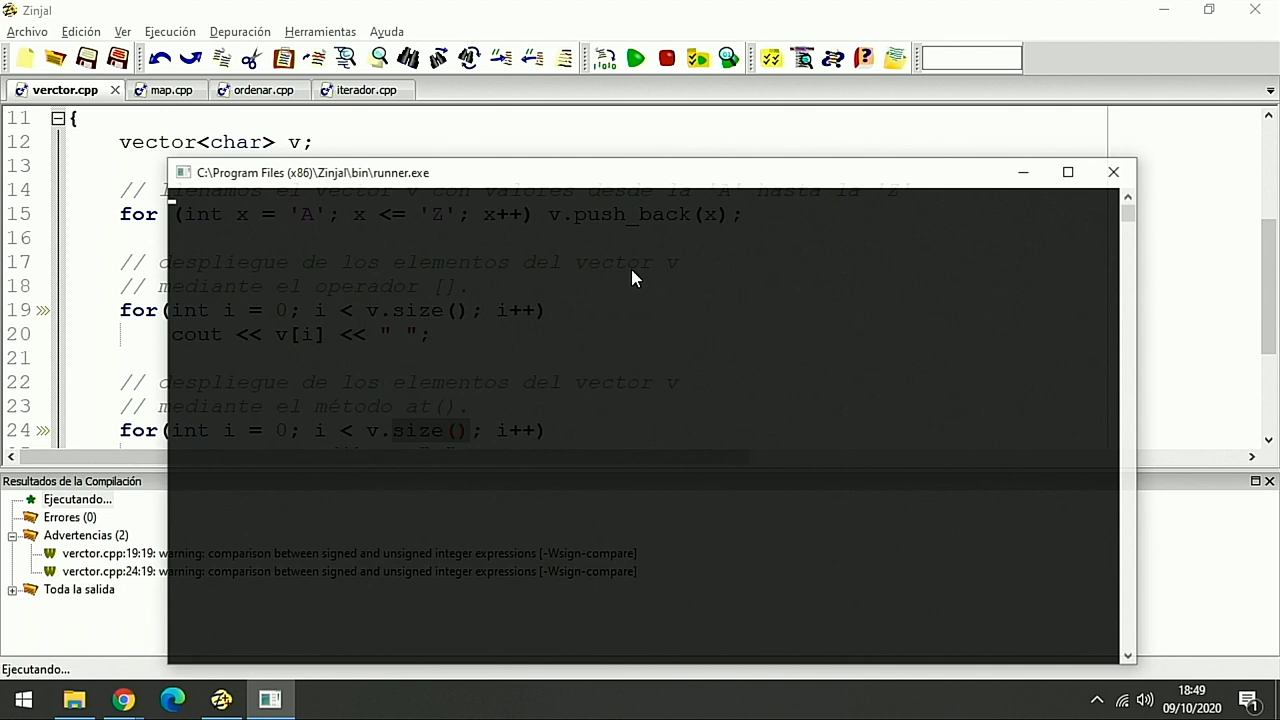 Zinjal
Archivo Edición Ver Ejecución Depuración Herramientas Ayuda
verctor.cpp map.cpp ordenar.cpp iterador.cpp
11 {
12 vector<char> v;
C:\Program Files (x86)\Zinjal\bin\runner.exe
13
14 // llenamos el vector v con valores desde la 'A' hasta la 'Z'
15 for (int x = 'A'; x <= 'Z'; x++) v.push_back(x);
16
17 // despliegue de los elementos del vector v
18 // mediante el operador [].
19 for(int i = 0; i < v.size(); i++)
20 cout << v[i] << " ";
21
22 // despliegue de los elementos del vector v
23 // mediante el método at().
24 for(int i = 0; i < v.size(); i++)
Resultados de la Compilación
Ejecutando...
Errores (0)
Advertencias (2)
verctor.cpp:19:19: warning: comparison between signed and unsigned integer expressions [-Wsign-compare]
verctor.cpp:24:19: warning: comparison between signed and unsigned integer expressions [-Wsign-compare]
Toda la salida
Ejecutando...
18:49
09/10/2020
1